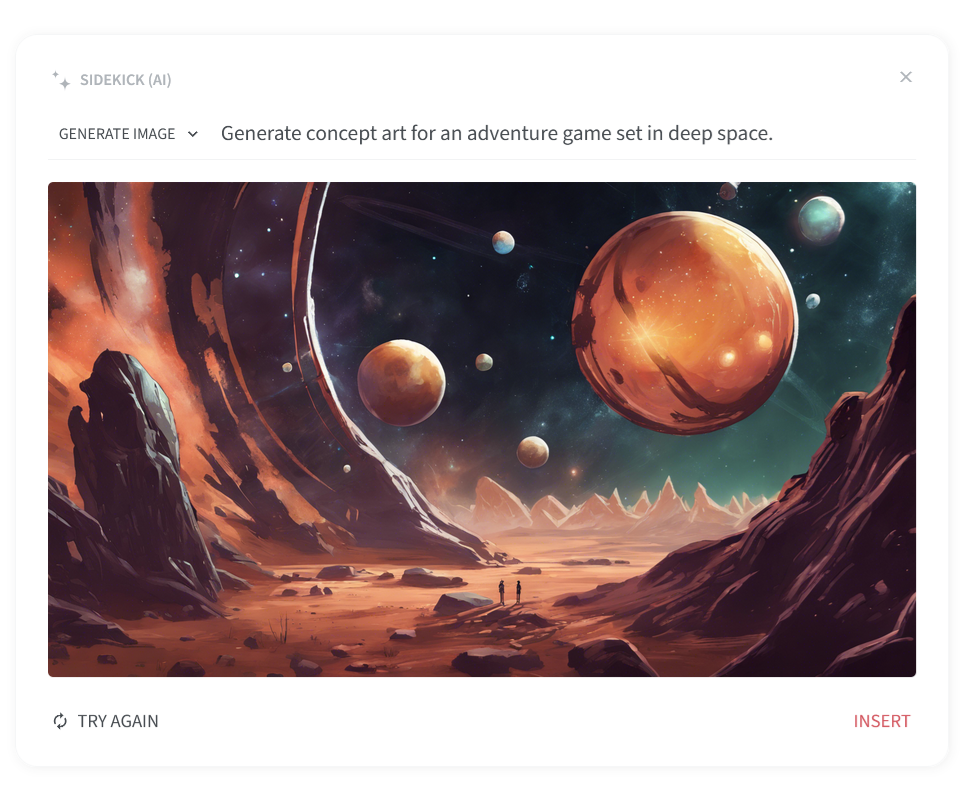 SIDEKICK (AI)
GENERATE IMAGE Generate concept art for an adventure game set in deep space.
TRY AGAIN INSERT